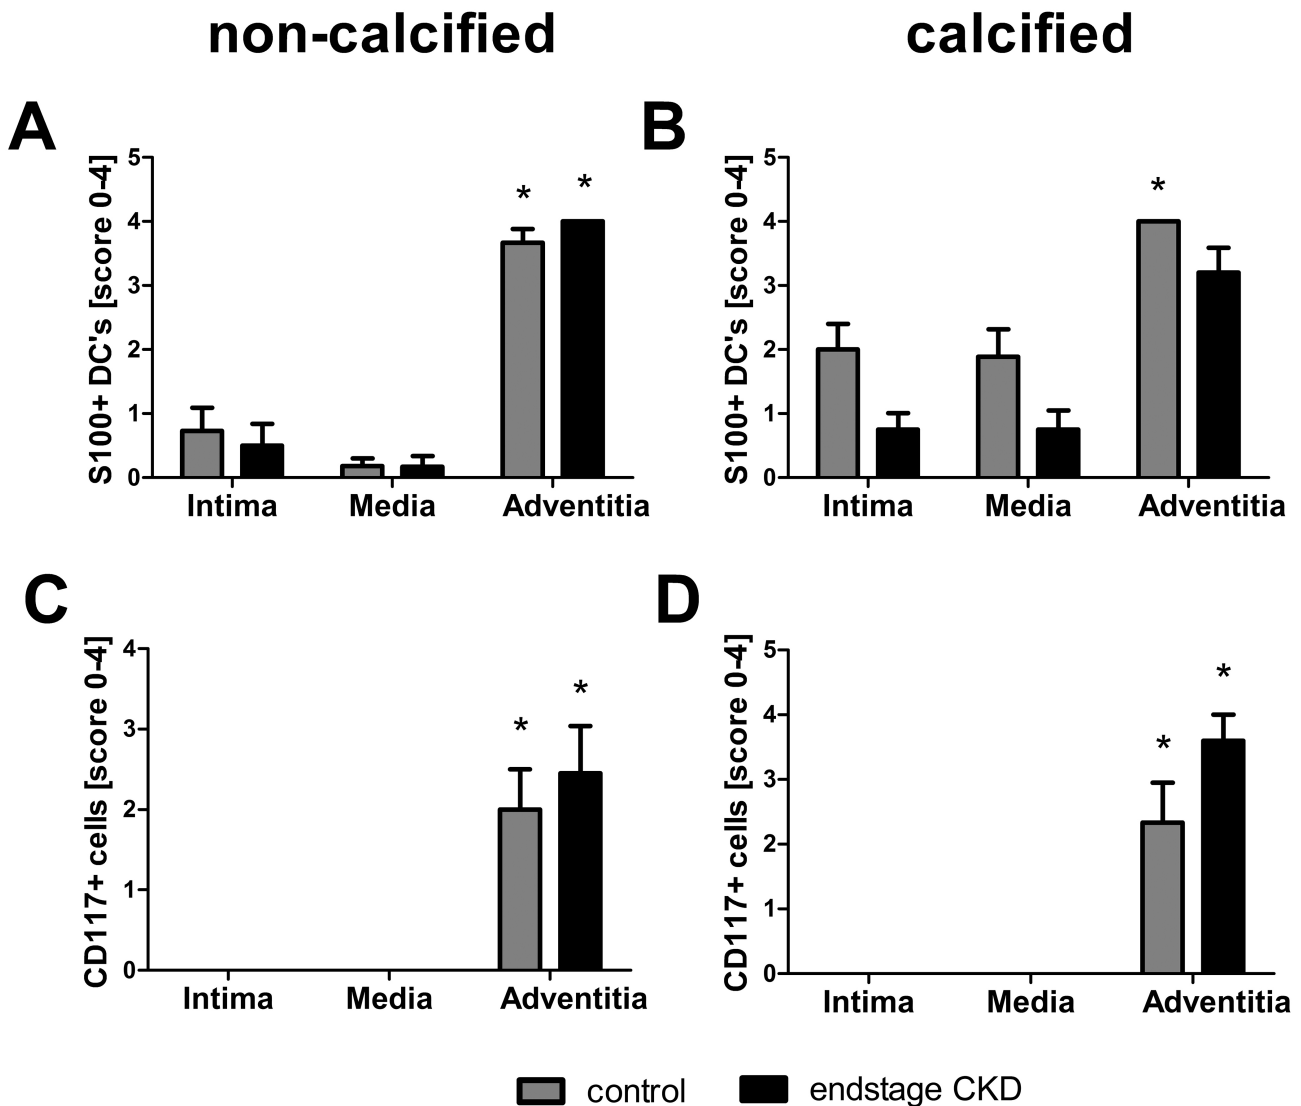 non-calcified
calcified
A
S100+ DC's [score 0-4]
5
4
3
2
1
0
*
*
Intima
Media
Adventitia
B
S100+ DC's [score 0-4]
5
4
3
2
1
0
*
Intima
Media
Adventitia
C
CD117+ cells [score 0-4]
4
3
2
1
0
*
*
Intima
Media
Adventitia
D
CD117+ cells [score 0-4]
5
4
3
2
1
0
*
*
Intima
Media
Adventitia
control
endstage CKD